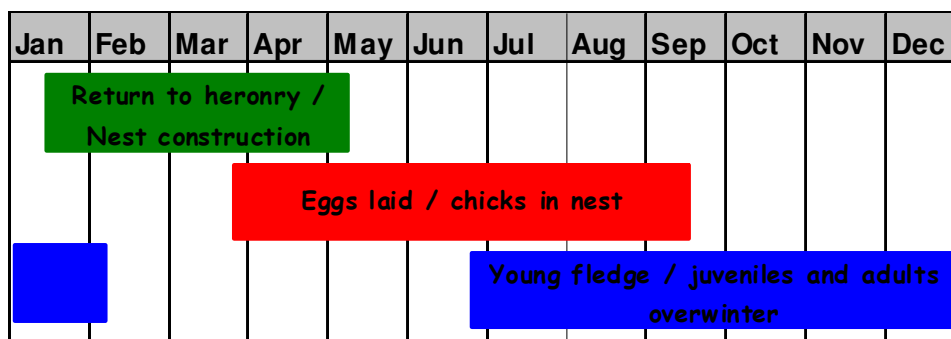 Jan Feb Mar Apr May Jun Jul Aug Sep Oct Nov Dec
Return to heronry /
Nest construction
Eggs laid / chicks in nest
Young fledge / juveniles and adults
overwinter